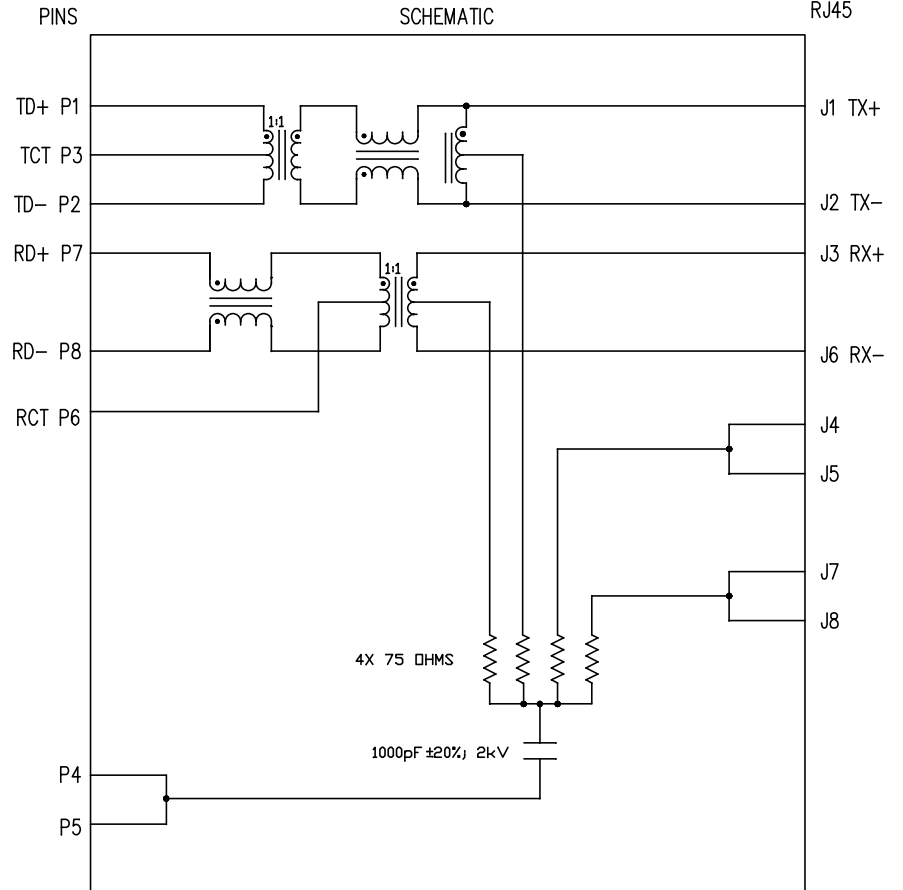 PINS SCHEMATIC RJ45
TD+ P1
1:1
J1 TX+
TCT P3
TD- P2
J2 TX-
RD+ P7
J3 RX+
1:1
RD- P8
J6 RX-
RCT P6
J4
J5
J7
J8
4X 75 OHMS
1000pF ±20%; 2kV
P4
P5